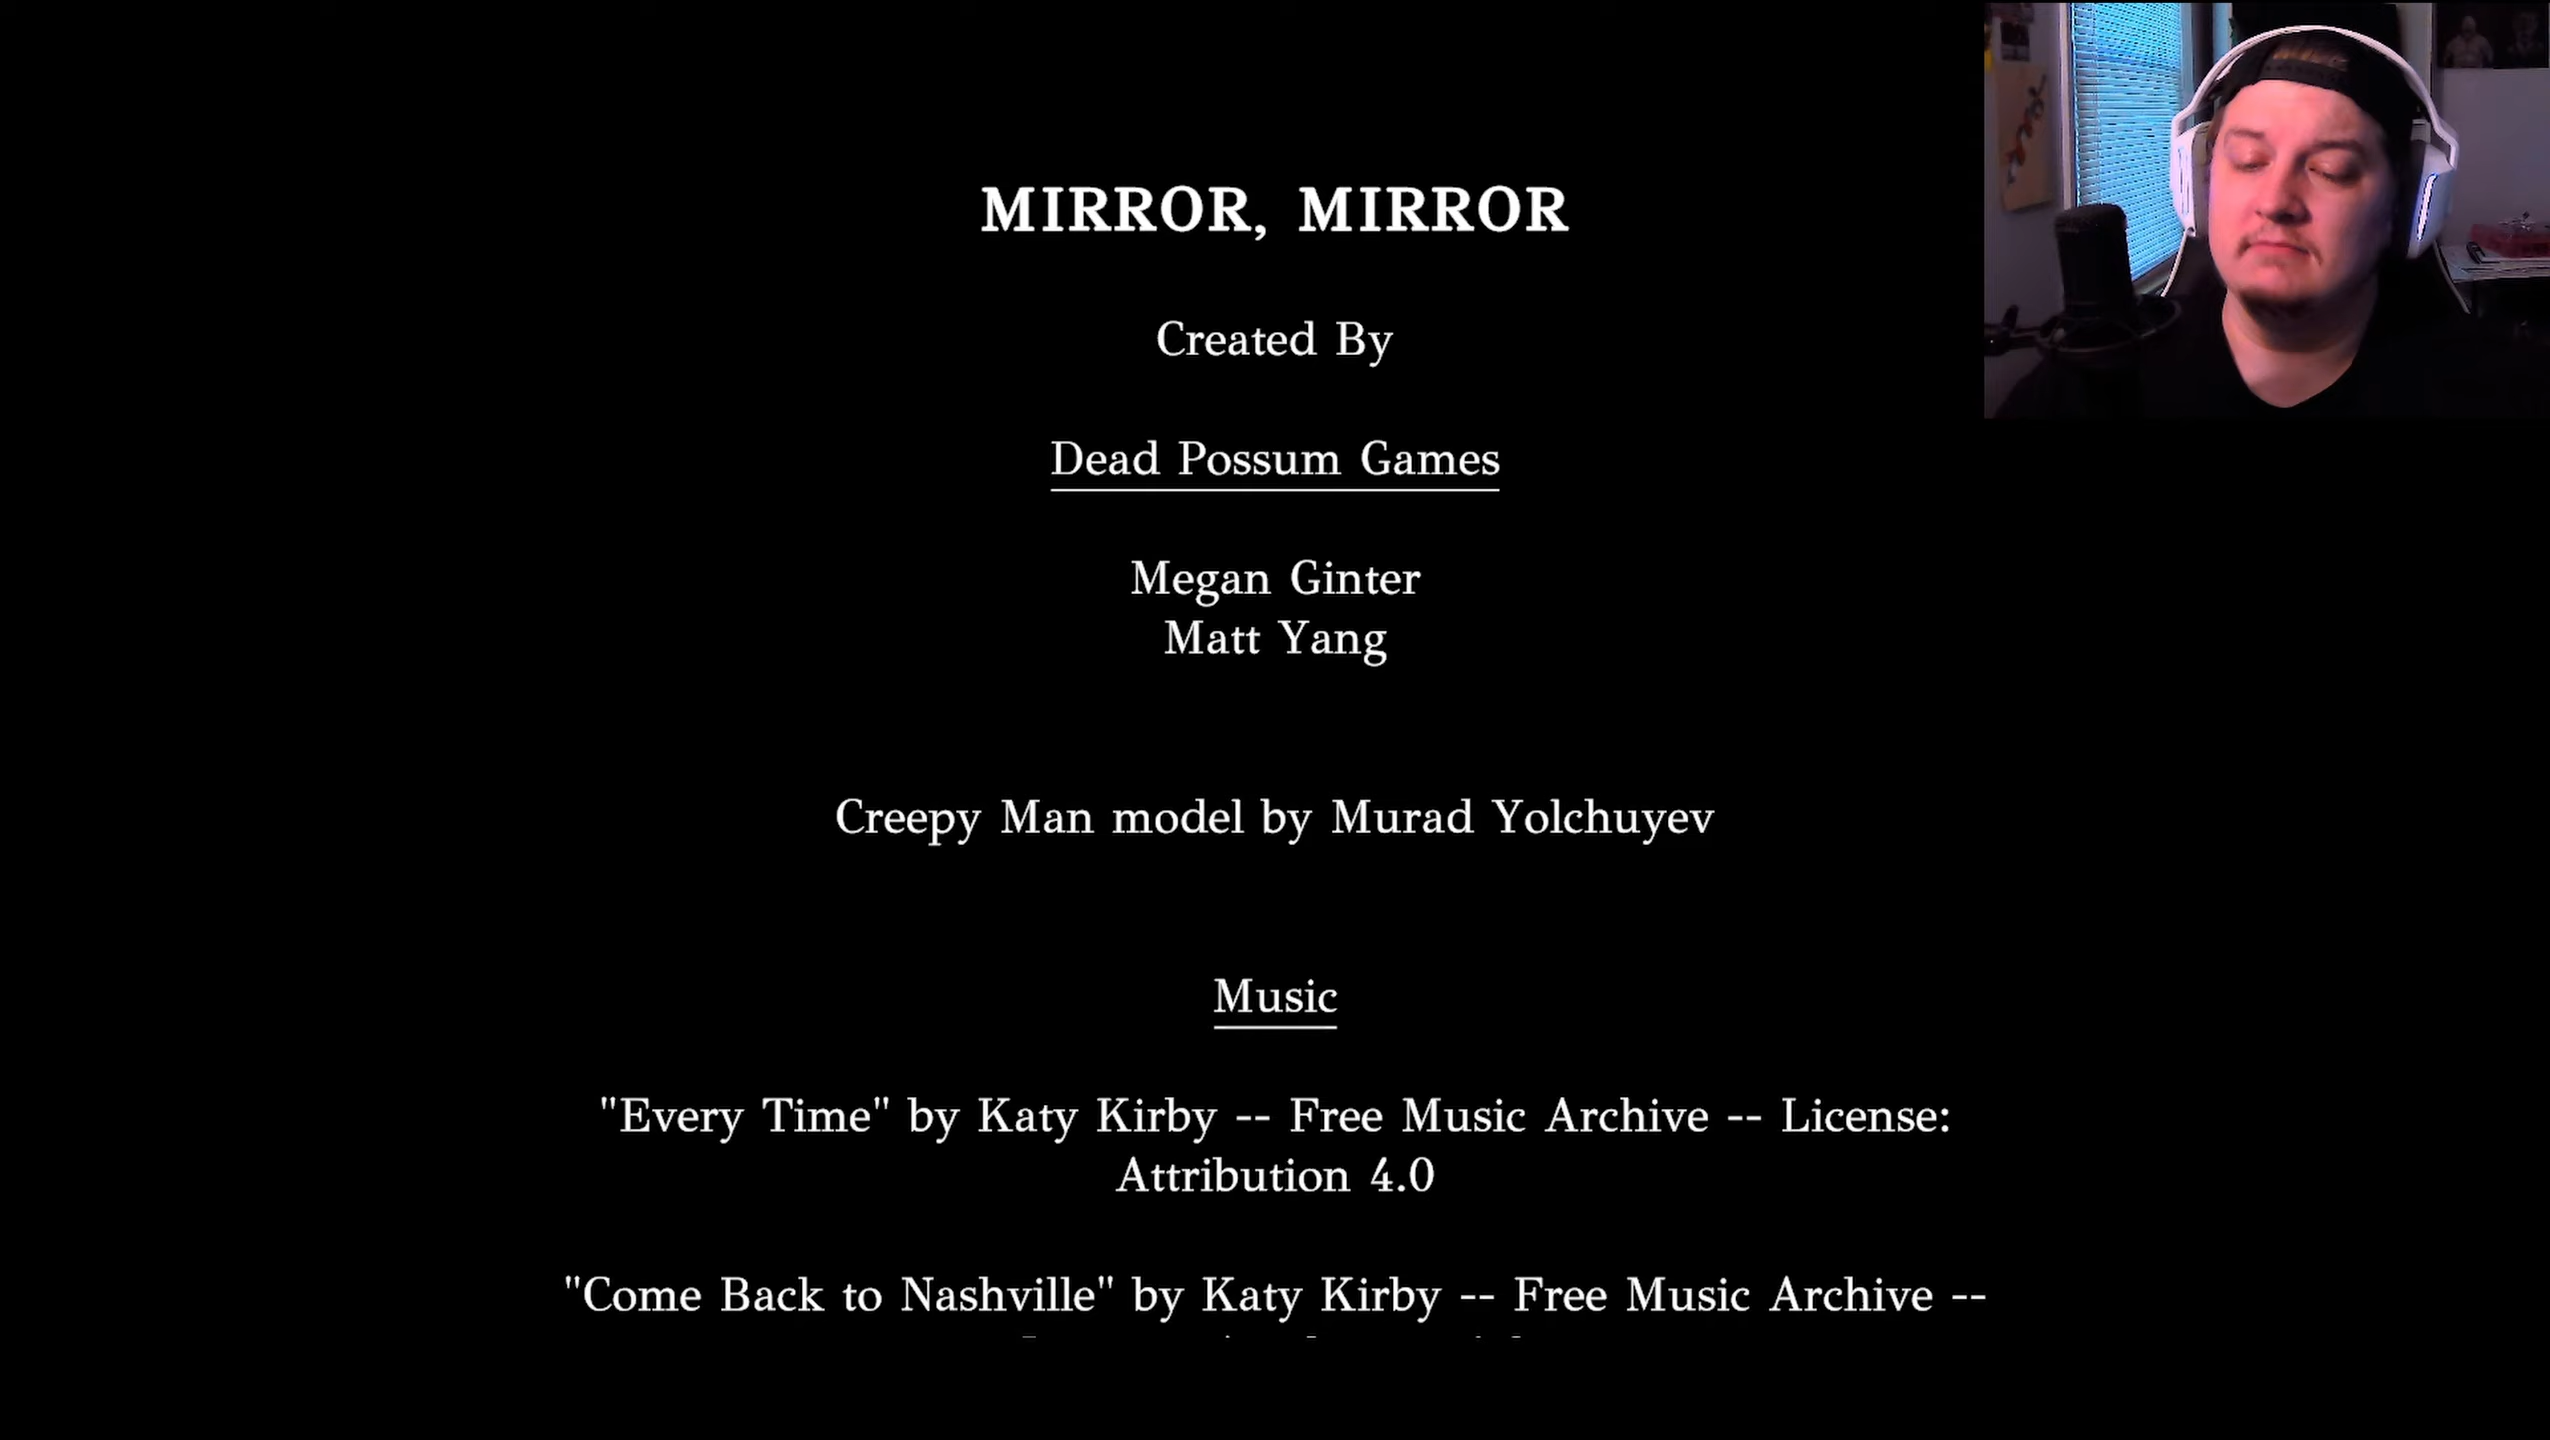 MIRROR, MIRROR
Created By
Dead Possum Games
Megan Ginter
Matt Yang
Creepy Man model by Murad Yolchuyev
Music
"Every Time" by Katy Kirby -- Free Music Archive -- License:
Attribution 4.0
"Come Back to Nashville" by Katy Kirby -- Free Music Archive --